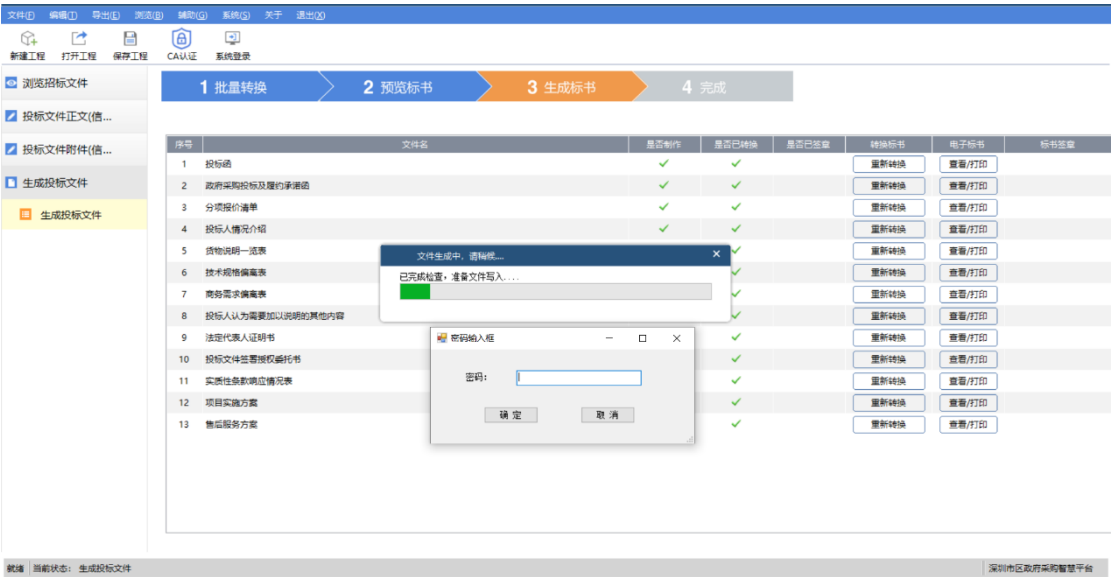 文件(F) 编辑(T) 导出(E) 浏览(B) 辅助(G) 系统(S) 关于 退出(X)
新建工程 打开工程 保存工程 CA认证 系统登录
浏览招标文件
投标文件正文(信...
投标文件附件(信...
生成投标文件
生成投标文件
1 批量转换 2 预览标书 3 生成标书 4 完成
序号 文件名 是否制作 是否已转换 是否已签章 转换标书 电子标书 标书签章
1 投标函 重新转换 查看/打印
2 政府采购投标及履约承诺函 重新转换 查看/打印
3 分项报价清单 重新转换 查看/打印
4 投标人情况介绍 重新转换 查看/打印
5 货物说明一览表 重新转换 查看/打印
6 技术规格偏离表 重新转换 查看/打印
7 商务需求偏离表 重新转换 查看/打印
8 投标人认为需要加以说明的其他内容 重新转换 查看/打印
9 法定代表人证明书 重新转换 查看/打印
10 投标文件签署授权委托书 重新转换 查看/打印
11 实质性条款响应情况表 重新转换 查看/打印
12 项目实施方案 重新转换 查看/打印
13 售后服务方案 重新转换 查看/打印
文件生成中，请稍候...
已完成检查，准备文件写入....
密码输入框
密码：
确定 取消
就绪 当前状态： 生成投标文件 深圳市区政府采购智慧平台